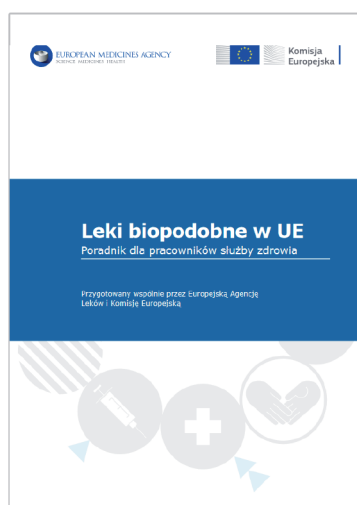 EUROPEAN MEDICINES AGENCY
SCIENCE MEDICINES HEALTH
Komisja
Europejska
Leki biopodobne w UE
Poradnik dla pracowników służby zdrowia
Przygotowany wspólnie przez Europejską Agencję
Leków i Komisję Europejską